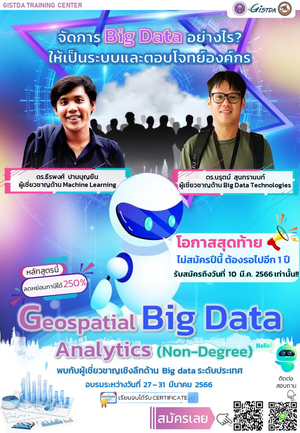 GISTDA TRAINING CENTER
GISTDA
จัดการ Big Data อย่างไร?
ให้เป็นระบบและตอบโจทย์องค์กร
ดร.ธีรพงศ์ ปานบุญยืน
ผู้เชี่ยวชาญด้าน Machine Learning
ดร.นรุตม์ สุนทรานนท์
ผู้เชี่ยวชาญด้าน Big Data Technologies
โอกาสสุดท้าย
ไม่สมัครปีนี้ ต้องรอไปอีก 1 ปี
รับสมัครถึงวันที่ 10 มี.ค. 2566 เท่านั้น!!
หลักสูตรนี้
ลดหย่อนภาษีได้ 250%
Geospatial Big Data
Analytics (Non-Degree)
Hello!
พบกับผู้เชี่ยวชาญเชิงลึกด้าน Big data ระดับประเทศ
อบรมระหว่างวันที่ 27-31 มีนาคม 2566
ติดต่อ
สอบถาม
เรียนจบได้รับ CERTIFICATE
สมัครเลย